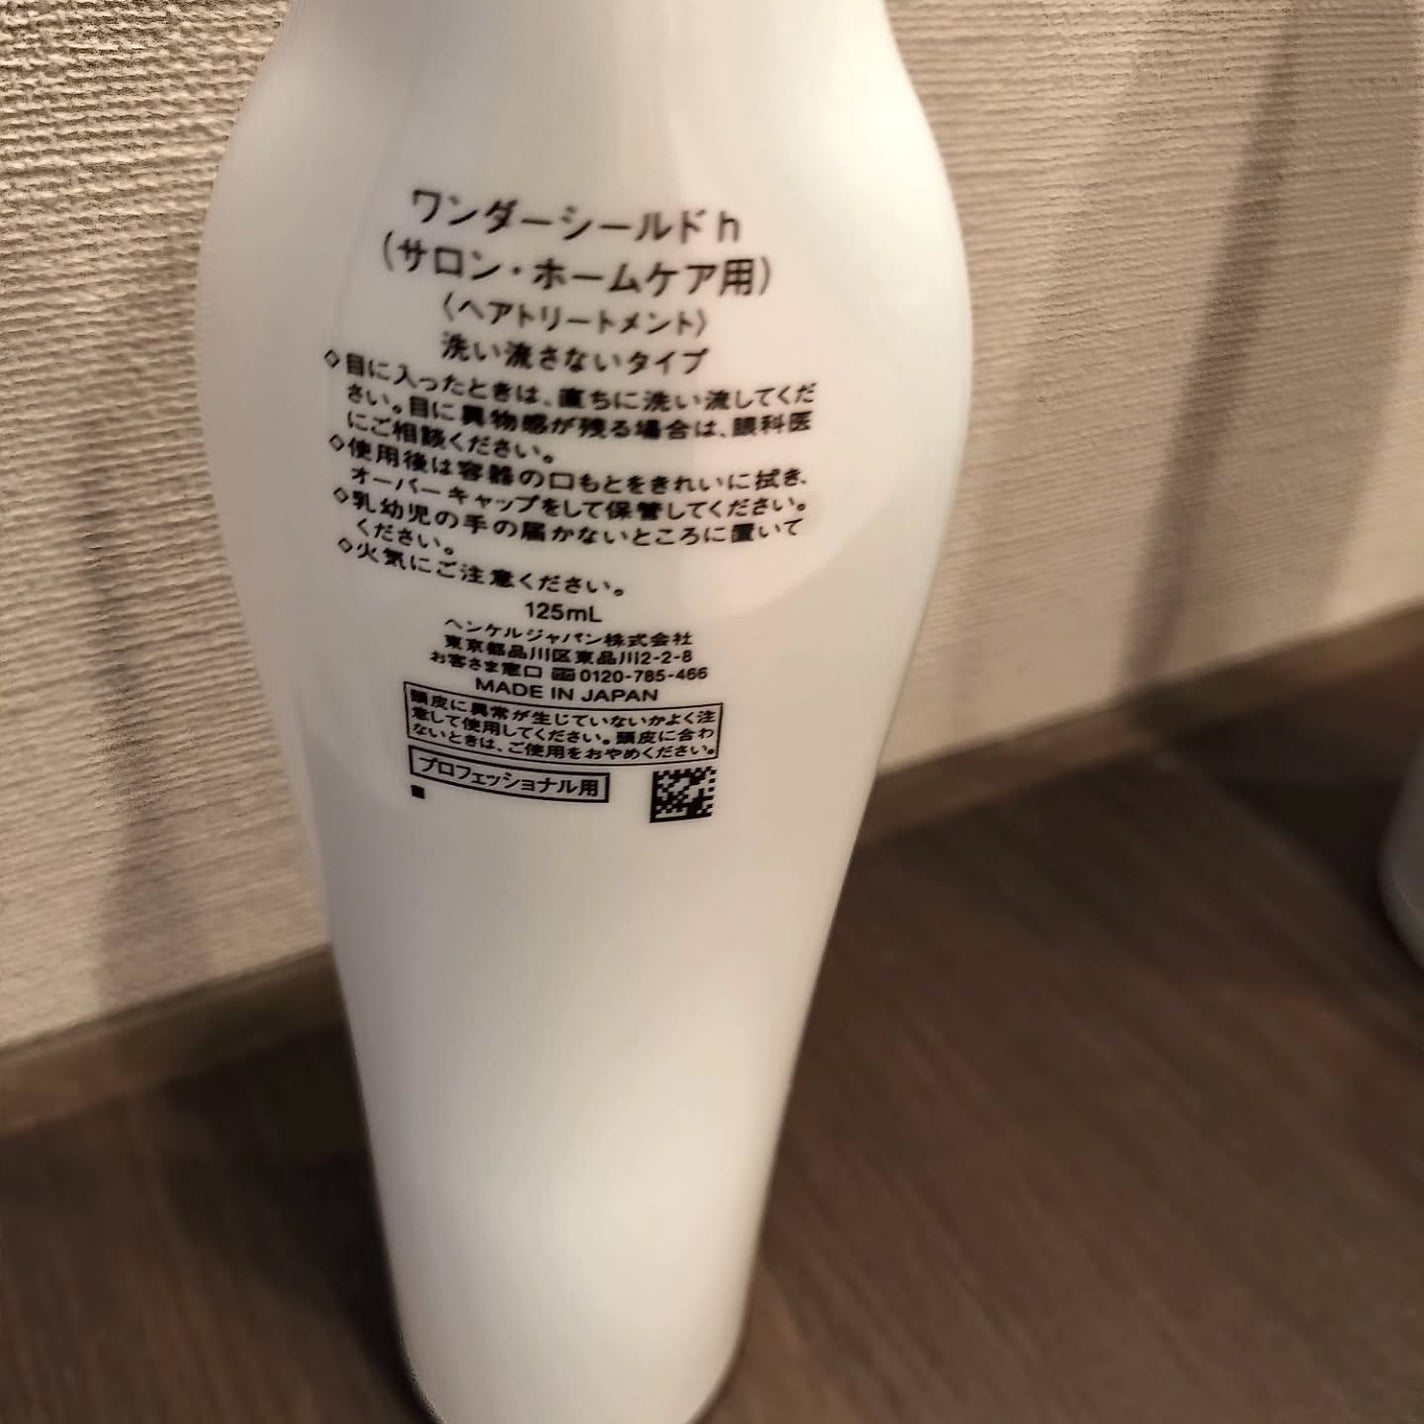 ワンダーシールドh
(サロン・ホームケア用)
〈ヘアトリートメント〉
洗い流さないタイプ
◇目に入ったときは、直ちに洗い流してくだ
さい。目に異物感が残る場合は、眼科医
にご相談ください。
◇使用後は容器の口もとをきれいに拭き、
オーバーキャップをして保管してください。
◇乳幼児の手の届かないところに置いて
ください。
◇火気にご注意ください。
125mL
ヘンケルジャパン株式会社
東京都品川区東品川2-2-8
お客さま窓口 0120-785-466
MADE IN JAPAN
頭皮に異常が生じていないかよく注
意して使用してください。頭皮に合わ
ないときは、ご使用をおやめください。
プロフェッショナル用